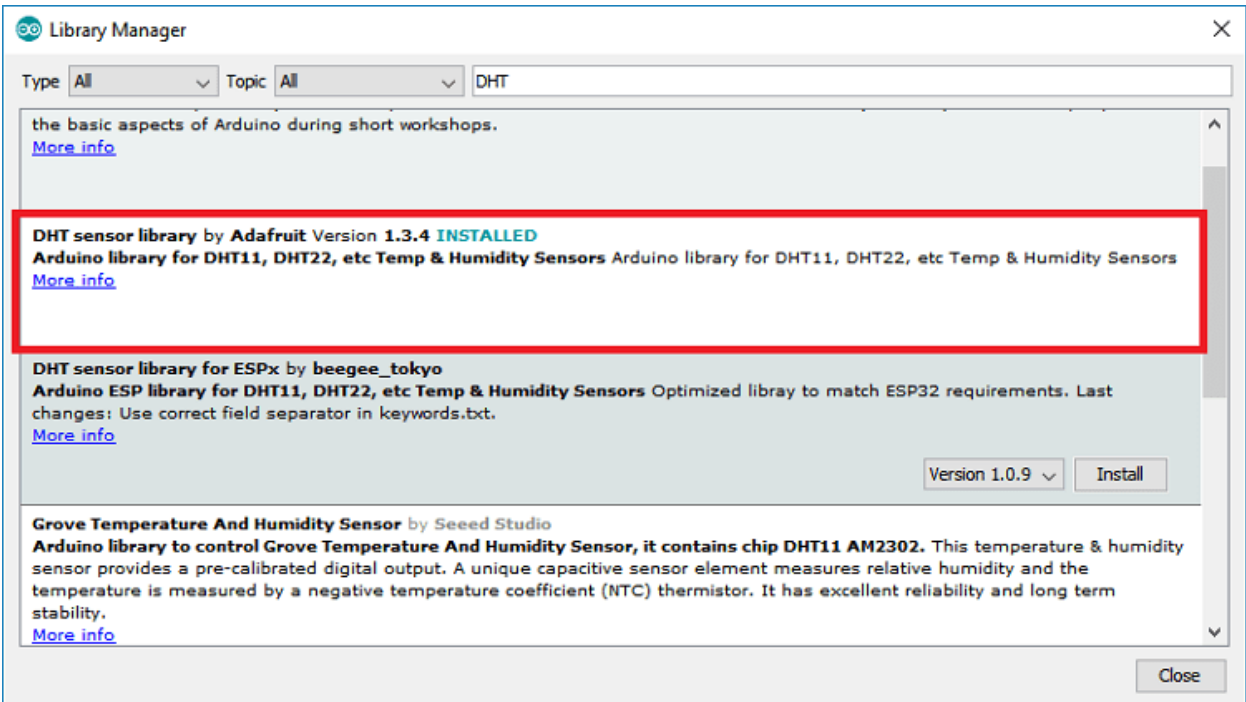 Library Manager
Type All Topic All DHT
the basic aspects of Arduino during short workshops.
More info
DHT sensor library by Adafruit Version 1.3.4 INSTALLED
Arduino library for DHT11, DHT22, etc Temp & Humidity Sensors Arduino library for DHT11, DHT22, etc Temp & Humidity Sensors
More info
DHT sensor library for ESPx by beegee_tokyo
Arduino ESP library for DHT11, DHT22, etc Temp & Humidity Sensors Optimized libray to match ESP32 requirements. Last
changes: Use correct field separator in keywords.txt.
More info
Version 1.0.9 Install
Grove Temperature And Humidity Sensor by Seeed Studio
Arduino library to control Grove Temperature And Humidity Sensor, it contains chip DHT11 AM2302. This temperature & humidity
sensor provides a pre-calibrated digital output. A unique capacitive sensor element measures relative humidity and the
temperature is measured by a negative temperature coefficient (NTC) thermistor. It has excellent reliability and long term
stability.
More info
Close